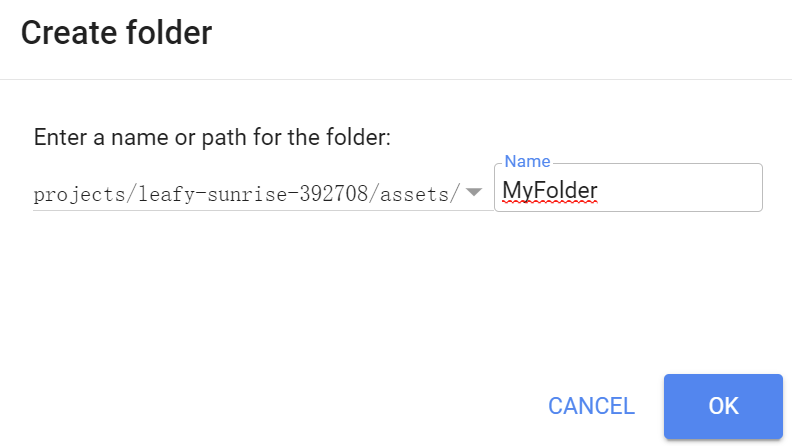 Create folder
Enter a name or path for the folder:
Name
projects/leafy-sunrise-392708/assets/ MyFolder
CANCEL OK